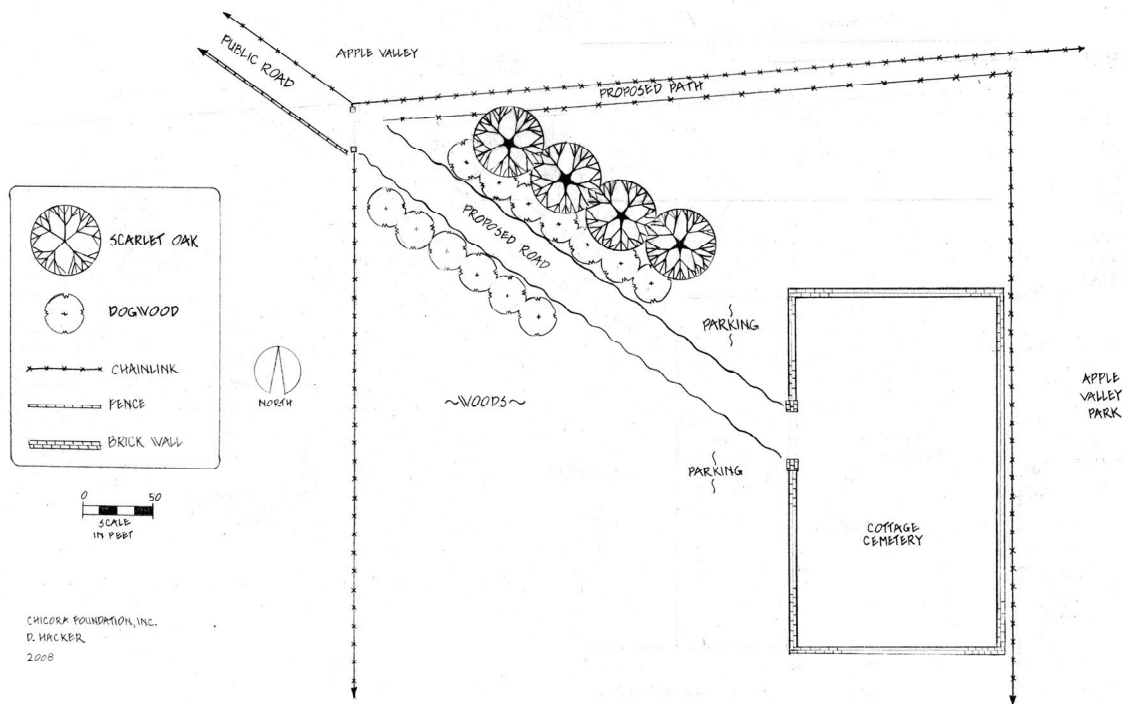 PUBLIC ROAD
APPLE VALLEY
PROPOSED PATH
PROPOSED ROAD
SCARLET OAK
DOGWOOD
CHAINLINK
FENCE
BRICK WALL
NORTH
0 50
SCALE
IN FEET
~WOODS~
PARKING
PARKING
APPLE
VALLEY
PARK
COTTAGE
CEMETERY
CHICORA FOUNDATION, INC.
D. HACKER
2008